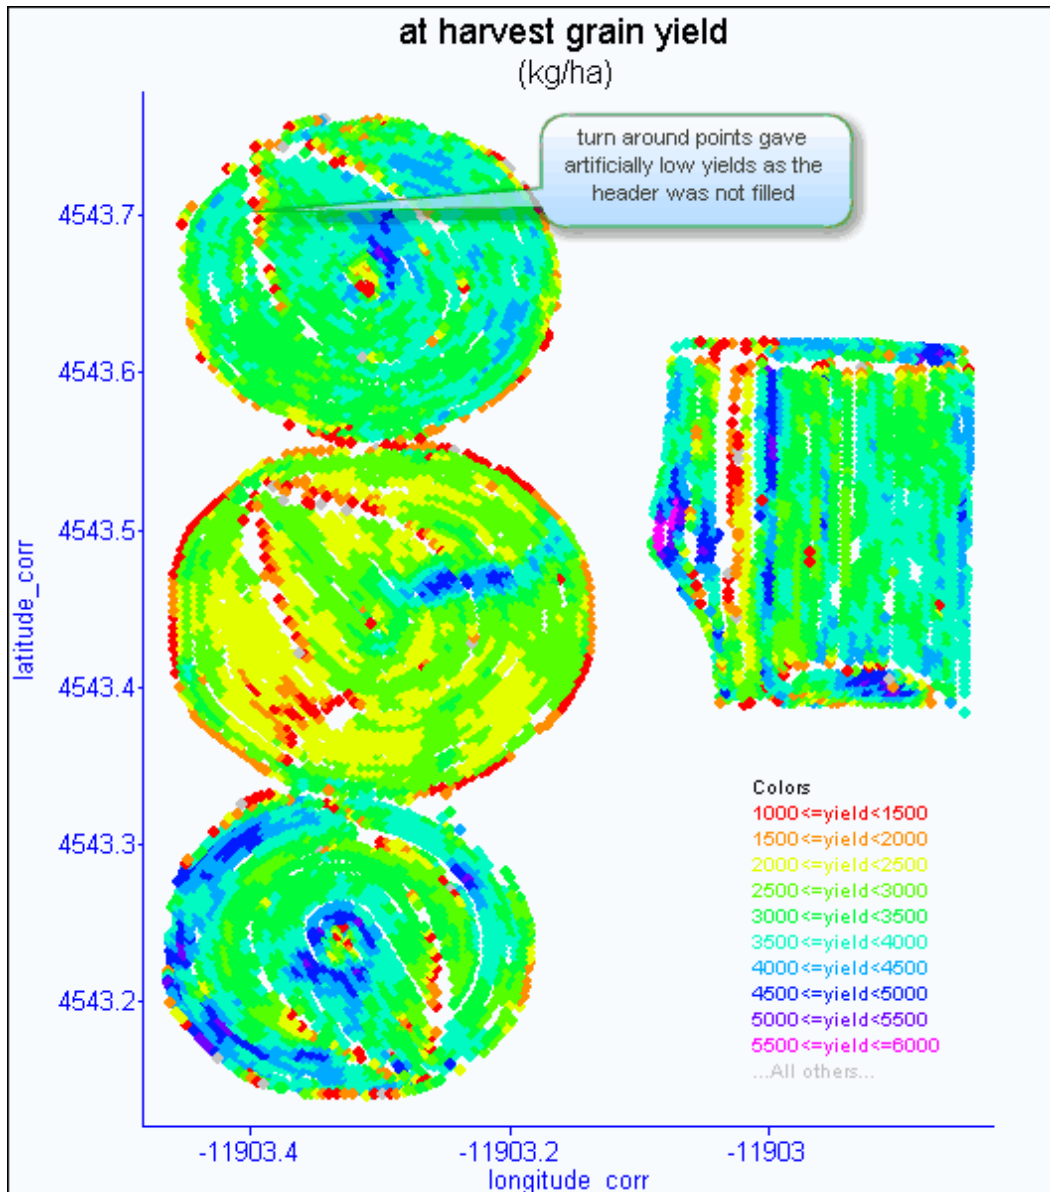 at harvest grain yield
(kg/ha)
turn around points gave
artificially low yields as the
header was not filled
4543.7
4543.6
4543.5
4543.4
4543.3
4543.2
latitude_corr
Colors
1000<=yield<1500
1500<=yield<2000
2000<=yield<2500
2500<=yield<3000
3000<=yield<3500
3500<=yield<4000
4000<=yield<4500
4500<=yield<5000
5000<=yield<5500
5500<=yield<=6000
...All others...
-11903.4
-11903.2
-11903
longitude_corr